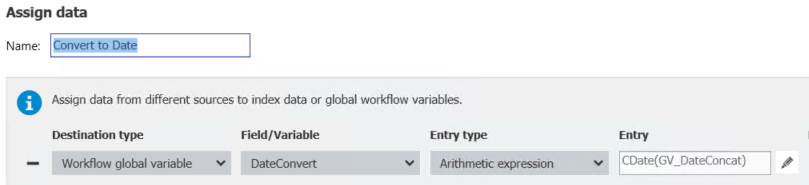 Assign data
Name: Convert to Date
Assign data from different sources to index data or global workflow variables.
Destination type Field/Variable Entry type Entry
Workflow global variable DateConvert Arithmetic expression CDate(GV_DateConcat)